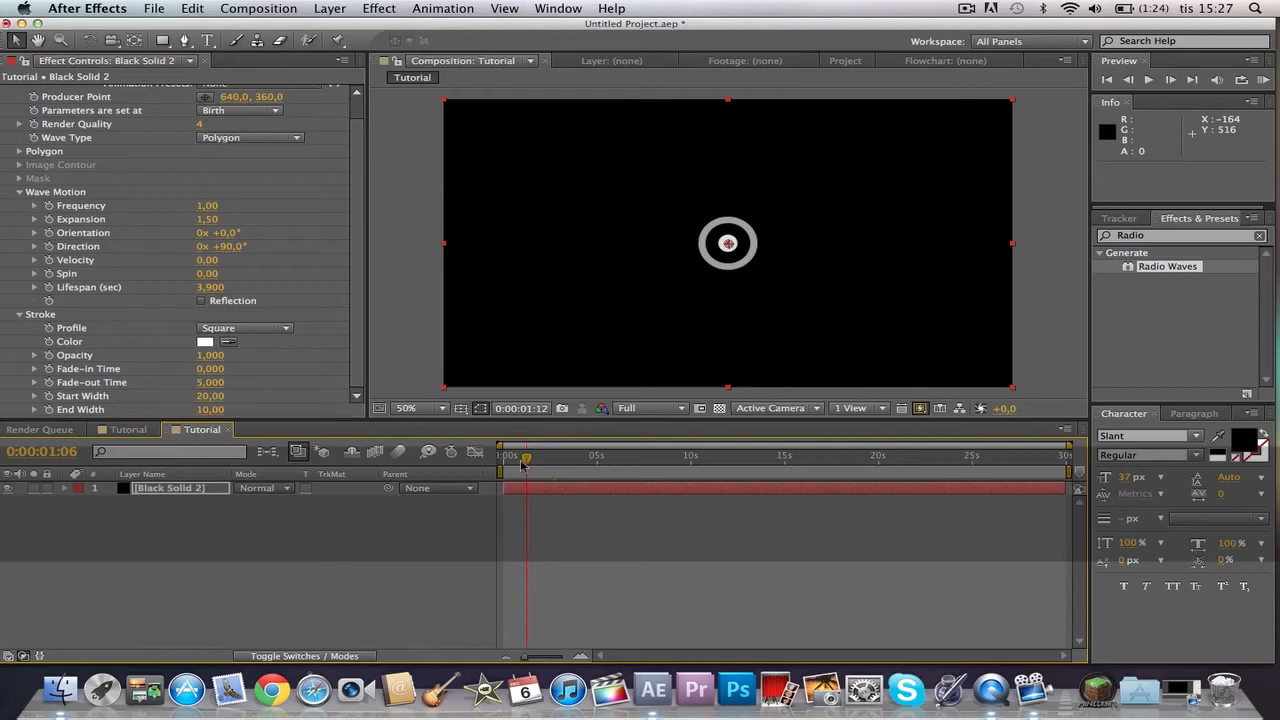 After Effects File Edit Composition Layer Effect Animation View Window Help (1:24) tis 15:27
Untitled Project.aep *
Workspace: All Panels Search Help
Effect Controls: Black Solid 2 Composition: Tutorial Layer: (none) Footage: (none) Project Flowchart: (none) Preview
Tutorial • Black Solid 2 Tutorial
Producer Point 640,0, 360,0
Parameters are set at Birth
Render Quality 4
Wave Type Polygon
Polygon
Image Contour
Mask
Wave Motion
Frequency 1,00
Expansion 1,50
Orientation 0x +0,0°
Direction 0x +90,0°
Velocity 0,00
Spin 0,00
Lifespan (sec) 3,900
Reflection
Stroke
Profile Square
Color
Opacity 1,000
Fade-in Time 0,000
Fade-out Time 5,000
Start Width 20,00
End Width 10,00
50% 0:00:01:12 Full Active Camera 1 View +0,0
Info
R: X: -164
G: Y: 516
B:
A: 0
Tracker Effects & Presets
Radio
Generate
Radio Waves
Character Paragraph
Slant
Regular
37 px Auto
Metrics 0
- px
100 % 100 %
0 px 0 %
T T TT Tt T¹ T₁
Render Queue Tutorial Tutorial
0:00:01:06
:00s 05s 10s 15s 20s 25s 30s
# Layer Name Mode T TrkMat Parent
1 [Black Solid 2] Normal None
Toggle Switches / Modes
6
AE Pr Ps
MINECRAFT